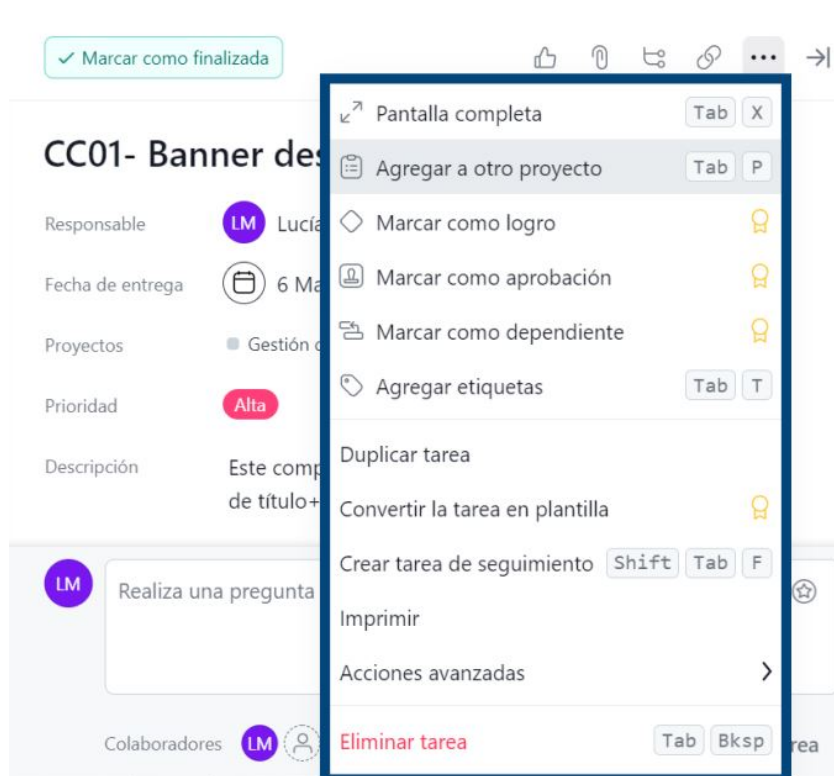 ✓ Marcar como finalizada
Pantalla completa Tab X
CC01- Banner des
Agregar a otro proyecto Tab P
Responsable LM Lucía
Marcar como logro
Fecha de entrega 6 Ma
Marcar como aprobación
Proyectos Gestión
Marcar como dependiente
Prioridad Alta
Agregar etiquetas Tab T
Descripción Este comp
de título+
Duplicar tarea
Convertir la tarea en plantilla
Crear tarea de seguimiento Shift Tab F
LM Realiza una pregunta
Imprimir
Acciones avanzadas
Colaboradores LM
Eliminar tarea Tab Bksp
rea